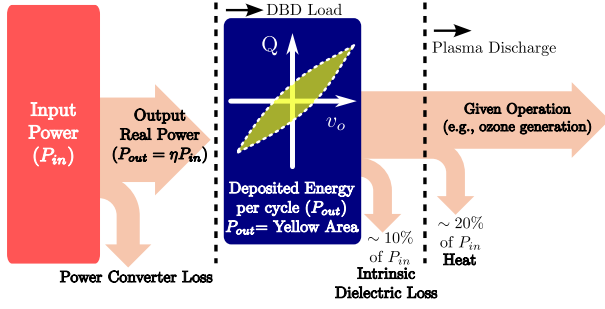 DBD Load
Plasma Discharge
Input
Power
(P_in)
Output
Real Power
(P_out = ηP_in)
Power Converter Loss
Q
v_o
Deposited Energy
per cycle (P_out)
P_out= Yellow Area
~ 10%
of P_in
Intrinsic
Dielectric Loss
Given Operation
(e.g., ozone generation)
~ 20%
of P_in
Heat